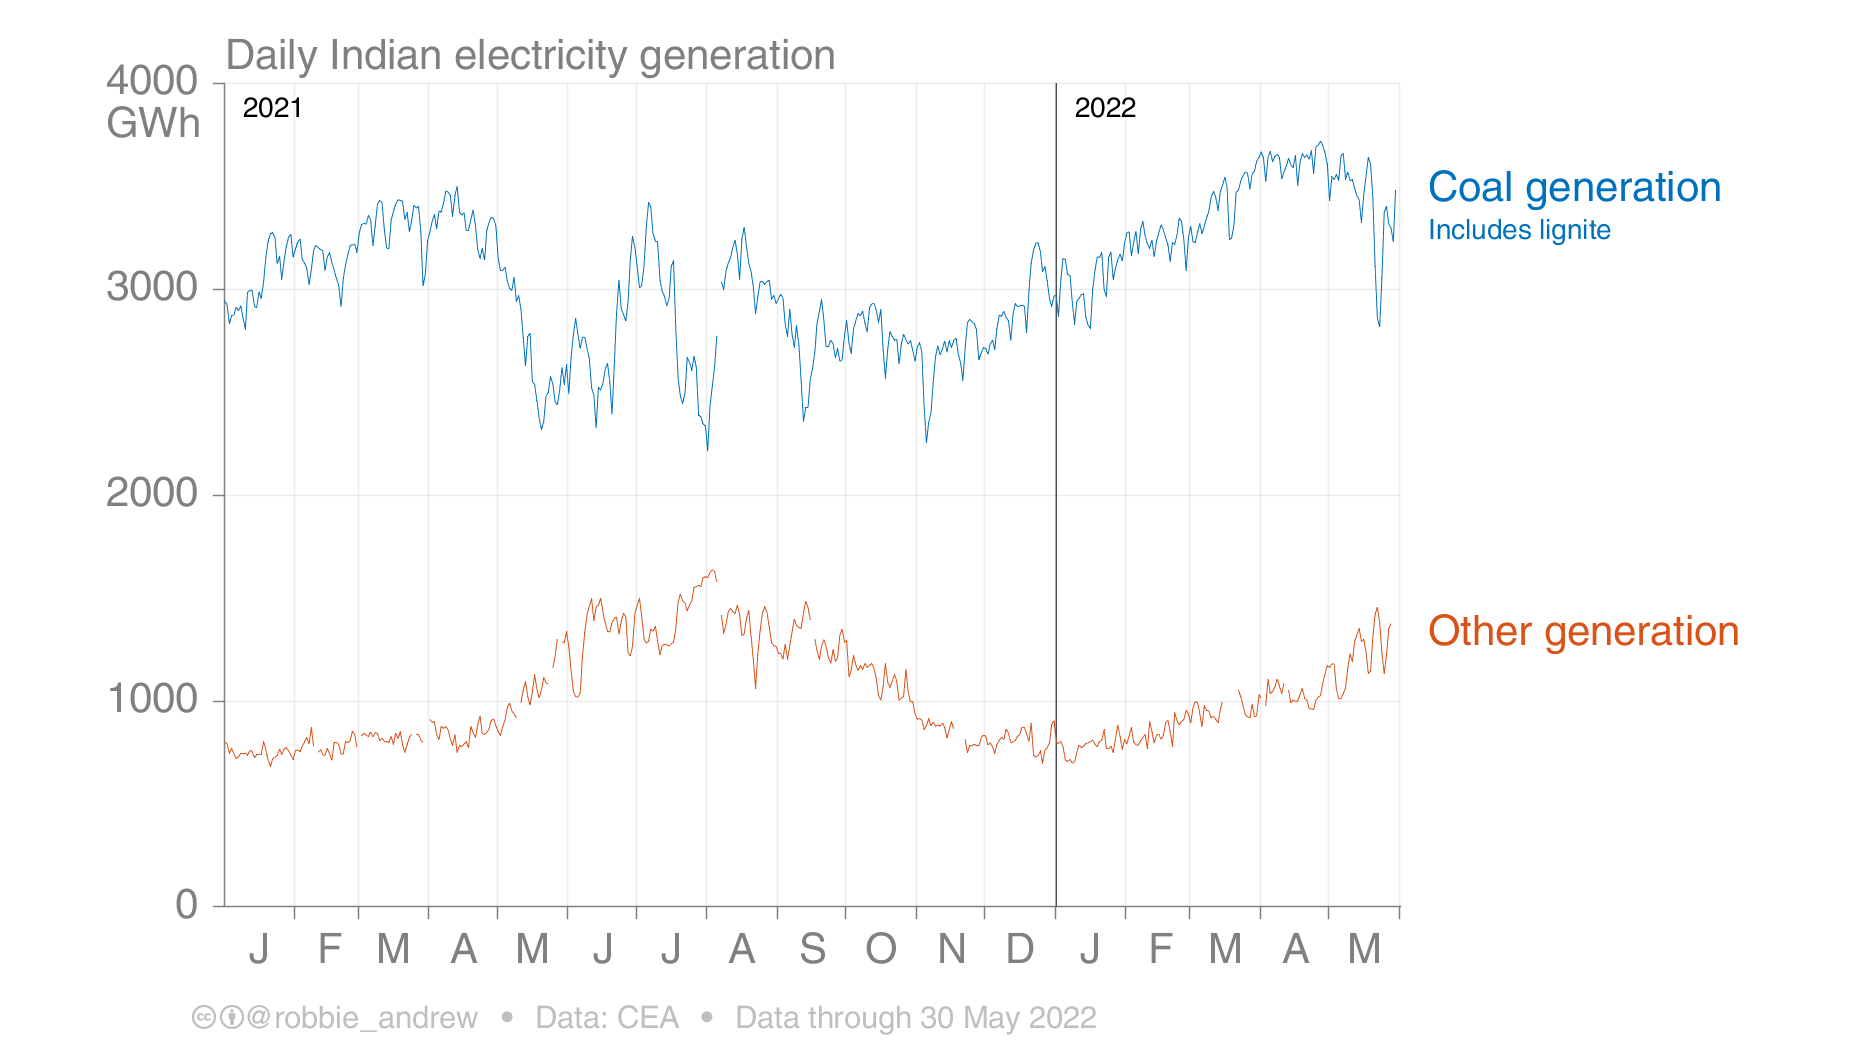 Daily Indian electricity generation
4000
GWh
2021
2022
3000
2000
1000
0
Coal generation
Includes lignite
Other generation
J F M A M J J A S O N D J F M A M
@robbie_andrew • Data: CEA • Data through 30 May 2022